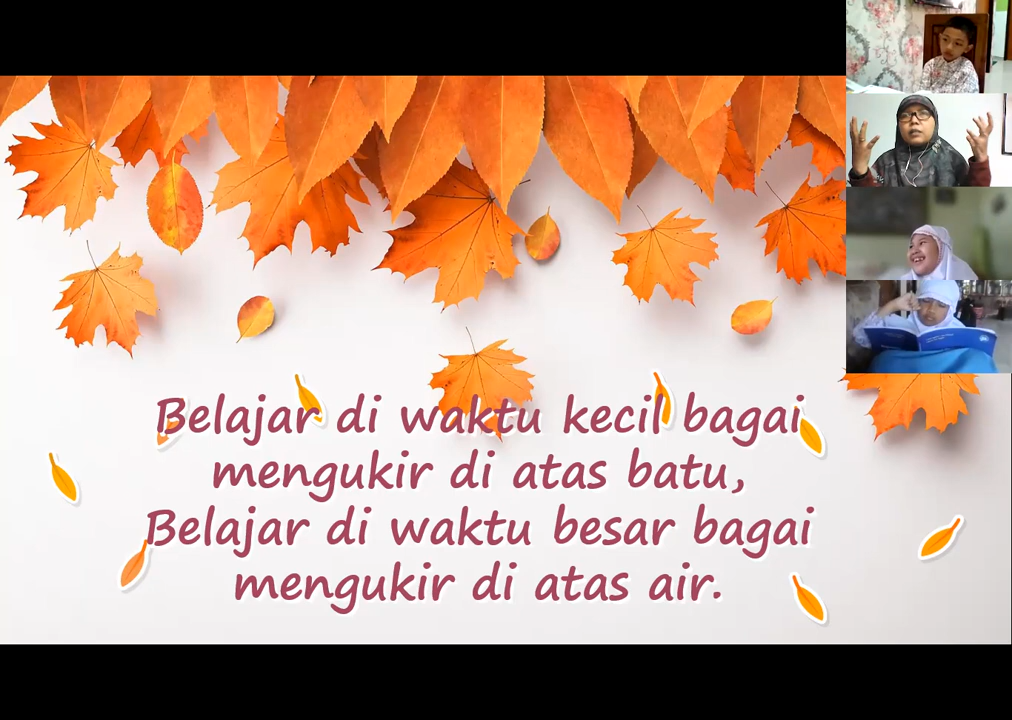 Belajar di waktu kecil bagai
mengukir di atas batu,
Belajar di waktu besar bagai
mengukir di atas air.